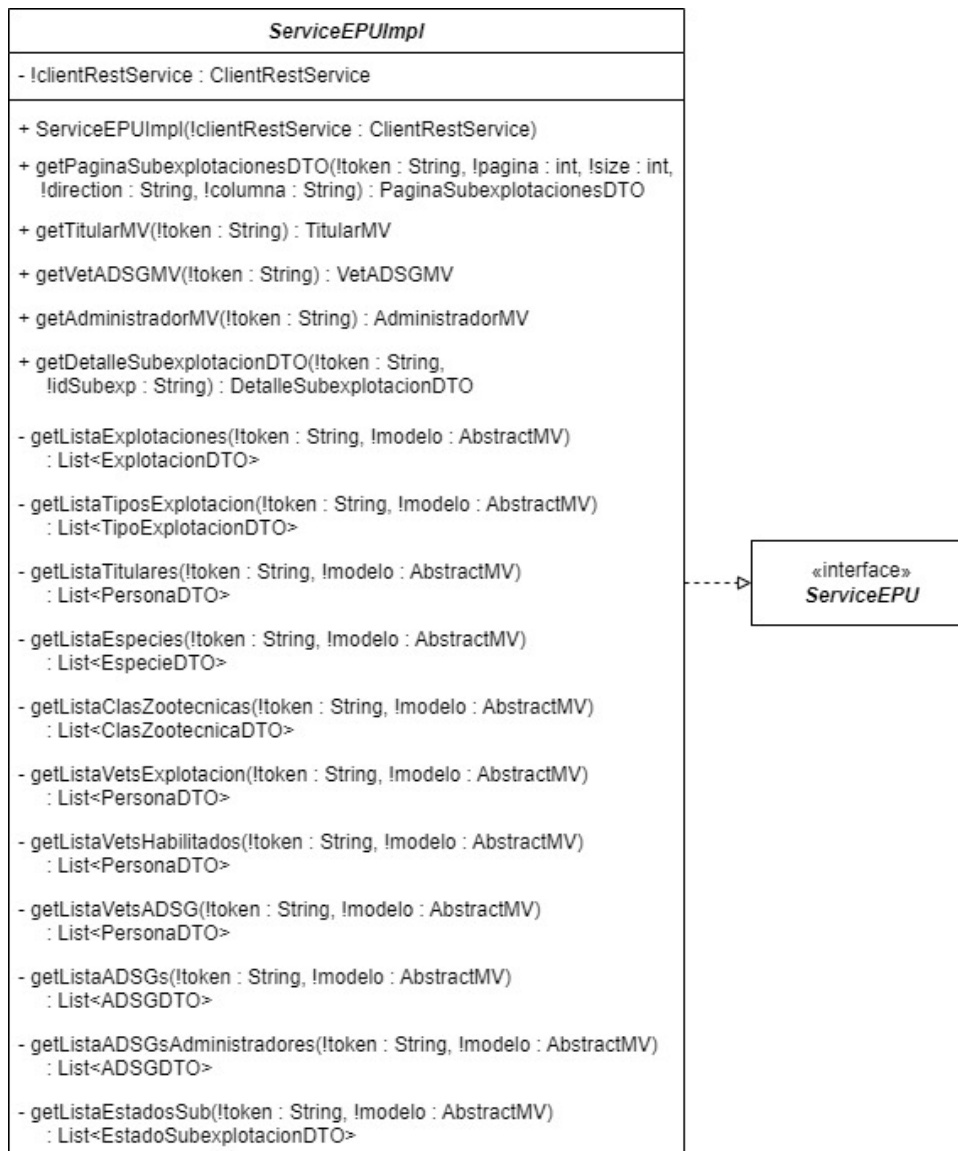 ServiceEPUImpl
- !clientRestService : ClientRestService
+ ServiceEPUImpl(!clientRestService : ClientRestService)
+ getPaginaSubexplotacionesDTO(!token : String, !pagina : int, !size : int,
!direction : String, !columna : String) : PaginaSubexplotacionesDTO
+ getTitularMV(!token : String) : TitularMV
+ getVetADSGMV(!token : String) : VetADSGMV
+ getAdministradorMV(!token : String) : AdministradorMV
+ getDetalleSubexplotacionDTO(!token : String,
!idSubexp : String) : DetalleSubexplotacionDTO
- getListaExplotaciones(!token : String, !modelo : AbstractMV)
: List<ExplotacionDTO>
- getListaTiposExplotacion(!token : String, !modelo : AbstractMV)
: List<TipoExplotacionDTO>
- getListaTitulares(!token : String, !modelo : AbstractMV)
: List<PersonaDTO>
«interface»
ServiceEPU
- getListaEspecies(!token : String, !modelo : AbstractMV)
: List<EspecieDTO>
- getListaClasZootecnicas(!token : String, !modelo : AbstractMV)
: List<ClasZootecnicaDTO>
- getListaVetsExplotacion(!token : String, !modelo : AbstractMV)
: List<PersonaDTO>
- getListaVetsHabilitados(!token : String, !modelo : AbstractMV)
: List<PersonaDTO>
- getListaVetsADSG(!token : String, !modelo : AbstractMV)
: List<PersonaDTO>
- getListaADSGs(!token : String, !modelo : AbstractMV)
: List<ADSGDTO>
- getListaADSGsAdministradores(!token : String, !modelo : AbstractMV)
: List<ADSGDTO>
- getListaEstadosSub(!token : String, !modelo : AbstractMV)
: List<EstadoSubexplotacionDTO>